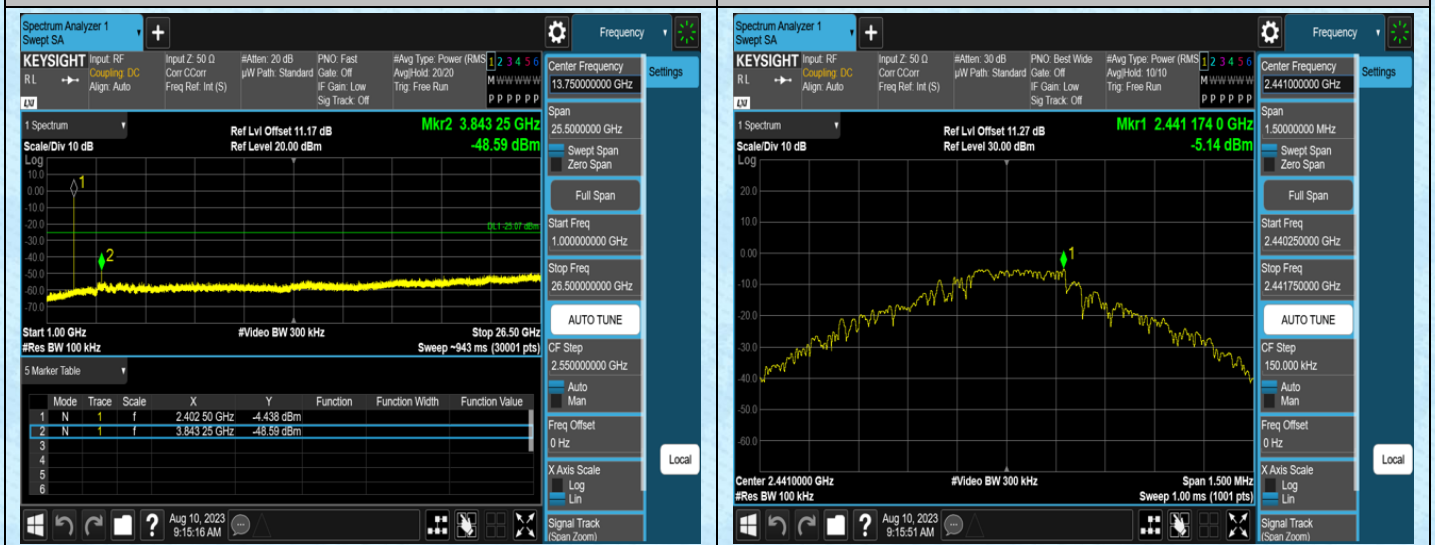 Spectrum Analyzer 1
Swept SA
+
Frequency
KEYSIGHT
RL
LXI
Input: RF
Coupling: DC
Align: Auto
Input Z: 50 Ω
Corr CCorr
Freq Ref: Int (S)
#Atten: 20 dB
µW Path: Standard
PNO: Fast
Gate: Off
IF Gain: Low
Sig Track: Off
#Avg Type: Power (RMS
Avg|Hold: 20/20
Trig: Free Run
1 2 3 4 5 6
M W W W W W
P P P P P P
1 Spectrum
Scale/Div 10 dB
Log
Ref Lvl Offset 11.17 dB
Ref Level 20.00 dBm
Mkr2 3.843 25 GHz
-48.59 dBm
10.0
0.00
-10.0
-20.0
-30.0
-40.0
-50.0
-60.0
-70.0
1
2
DL1 -25.07 dBm
Start 1.00 GHz
#Res BW 100 kHz
#Video BW 300 kHz
Stop 26.50 GHz
Sweep ~943 ms (30001 pts)
5 Marker Table
Mode Trace Scale X Y Function Function Width Function Value
1 N 1 f 2.402 50 GHz -4.438 dBm
2 N 1 f 3.843 25 GHz -48.59 dBm
3
4
5
6
Center Frequency
13.750000000 GHz
Settings
Span
25.5000000 GHz
Swept Span
Zero Span
Full Span
Start Freq
1.000000000 GHz
Stop Freq
26.500000000 GHz
AUTO TUNE
CF Step
2.550000000 GHz
Auto
Man
Freq Offset
0 Hz
X Axis Scale
Log
Lin
Signal Track
(Span Zoom)
Local
?
Aug 10, 2023
9:15:16 AM
Spectrum Analyzer 1
Swept SA
+
Frequency
KEYSIGHT
RL
LXI
Input: RF
Coupling: DC
Align: Auto
Input Z: 50 Ω
Corr CCorr
Freq Ref: Int (S)
#Atten: 30 dB
µW Path: Standard
PNO: Best Wide
Gate: Off
IF Gain: Low
Sig Track: Off
#Avg Type: Power (RMS
Avg|Hold: 10/10
Trig: Free Run
1 2 3 4 5 6
M W W W W W
P P P P P P
1 Spectrum
Scale/Div 10 dB
Log
Ref Lvl Offset 11.27 dB
Ref Level 30.00 dBm
Mkr1 2.441 174 0 GHz
-5.14 dBm
20.0
10.0
0.00
-10.0
-20.0
-30.0
-40.0
-50.0
-60.0
1
Center 2.4410000 GHz
#Res BW 100 kHz
#Video BW 300 kHz
Span 1.500 MHz
Sweep 1.00 ms (1001 pts)
Center Frequency
2.441000000 GHz
Settings
Span
1.50000000 MHz
Swept Span
Zero Span
Full Span
Start Freq
2.440250000 GHz
Stop Freq
2.441750000 GHz
AUTO TUNE
CF Step
150.000 kHz
Auto
Man
Freq Offset
0 Hz
X Axis Scale
Log
Lin
Signal Track
(Span Zoom)
Local
?
Aug 10, 2023
9:15:51 AM